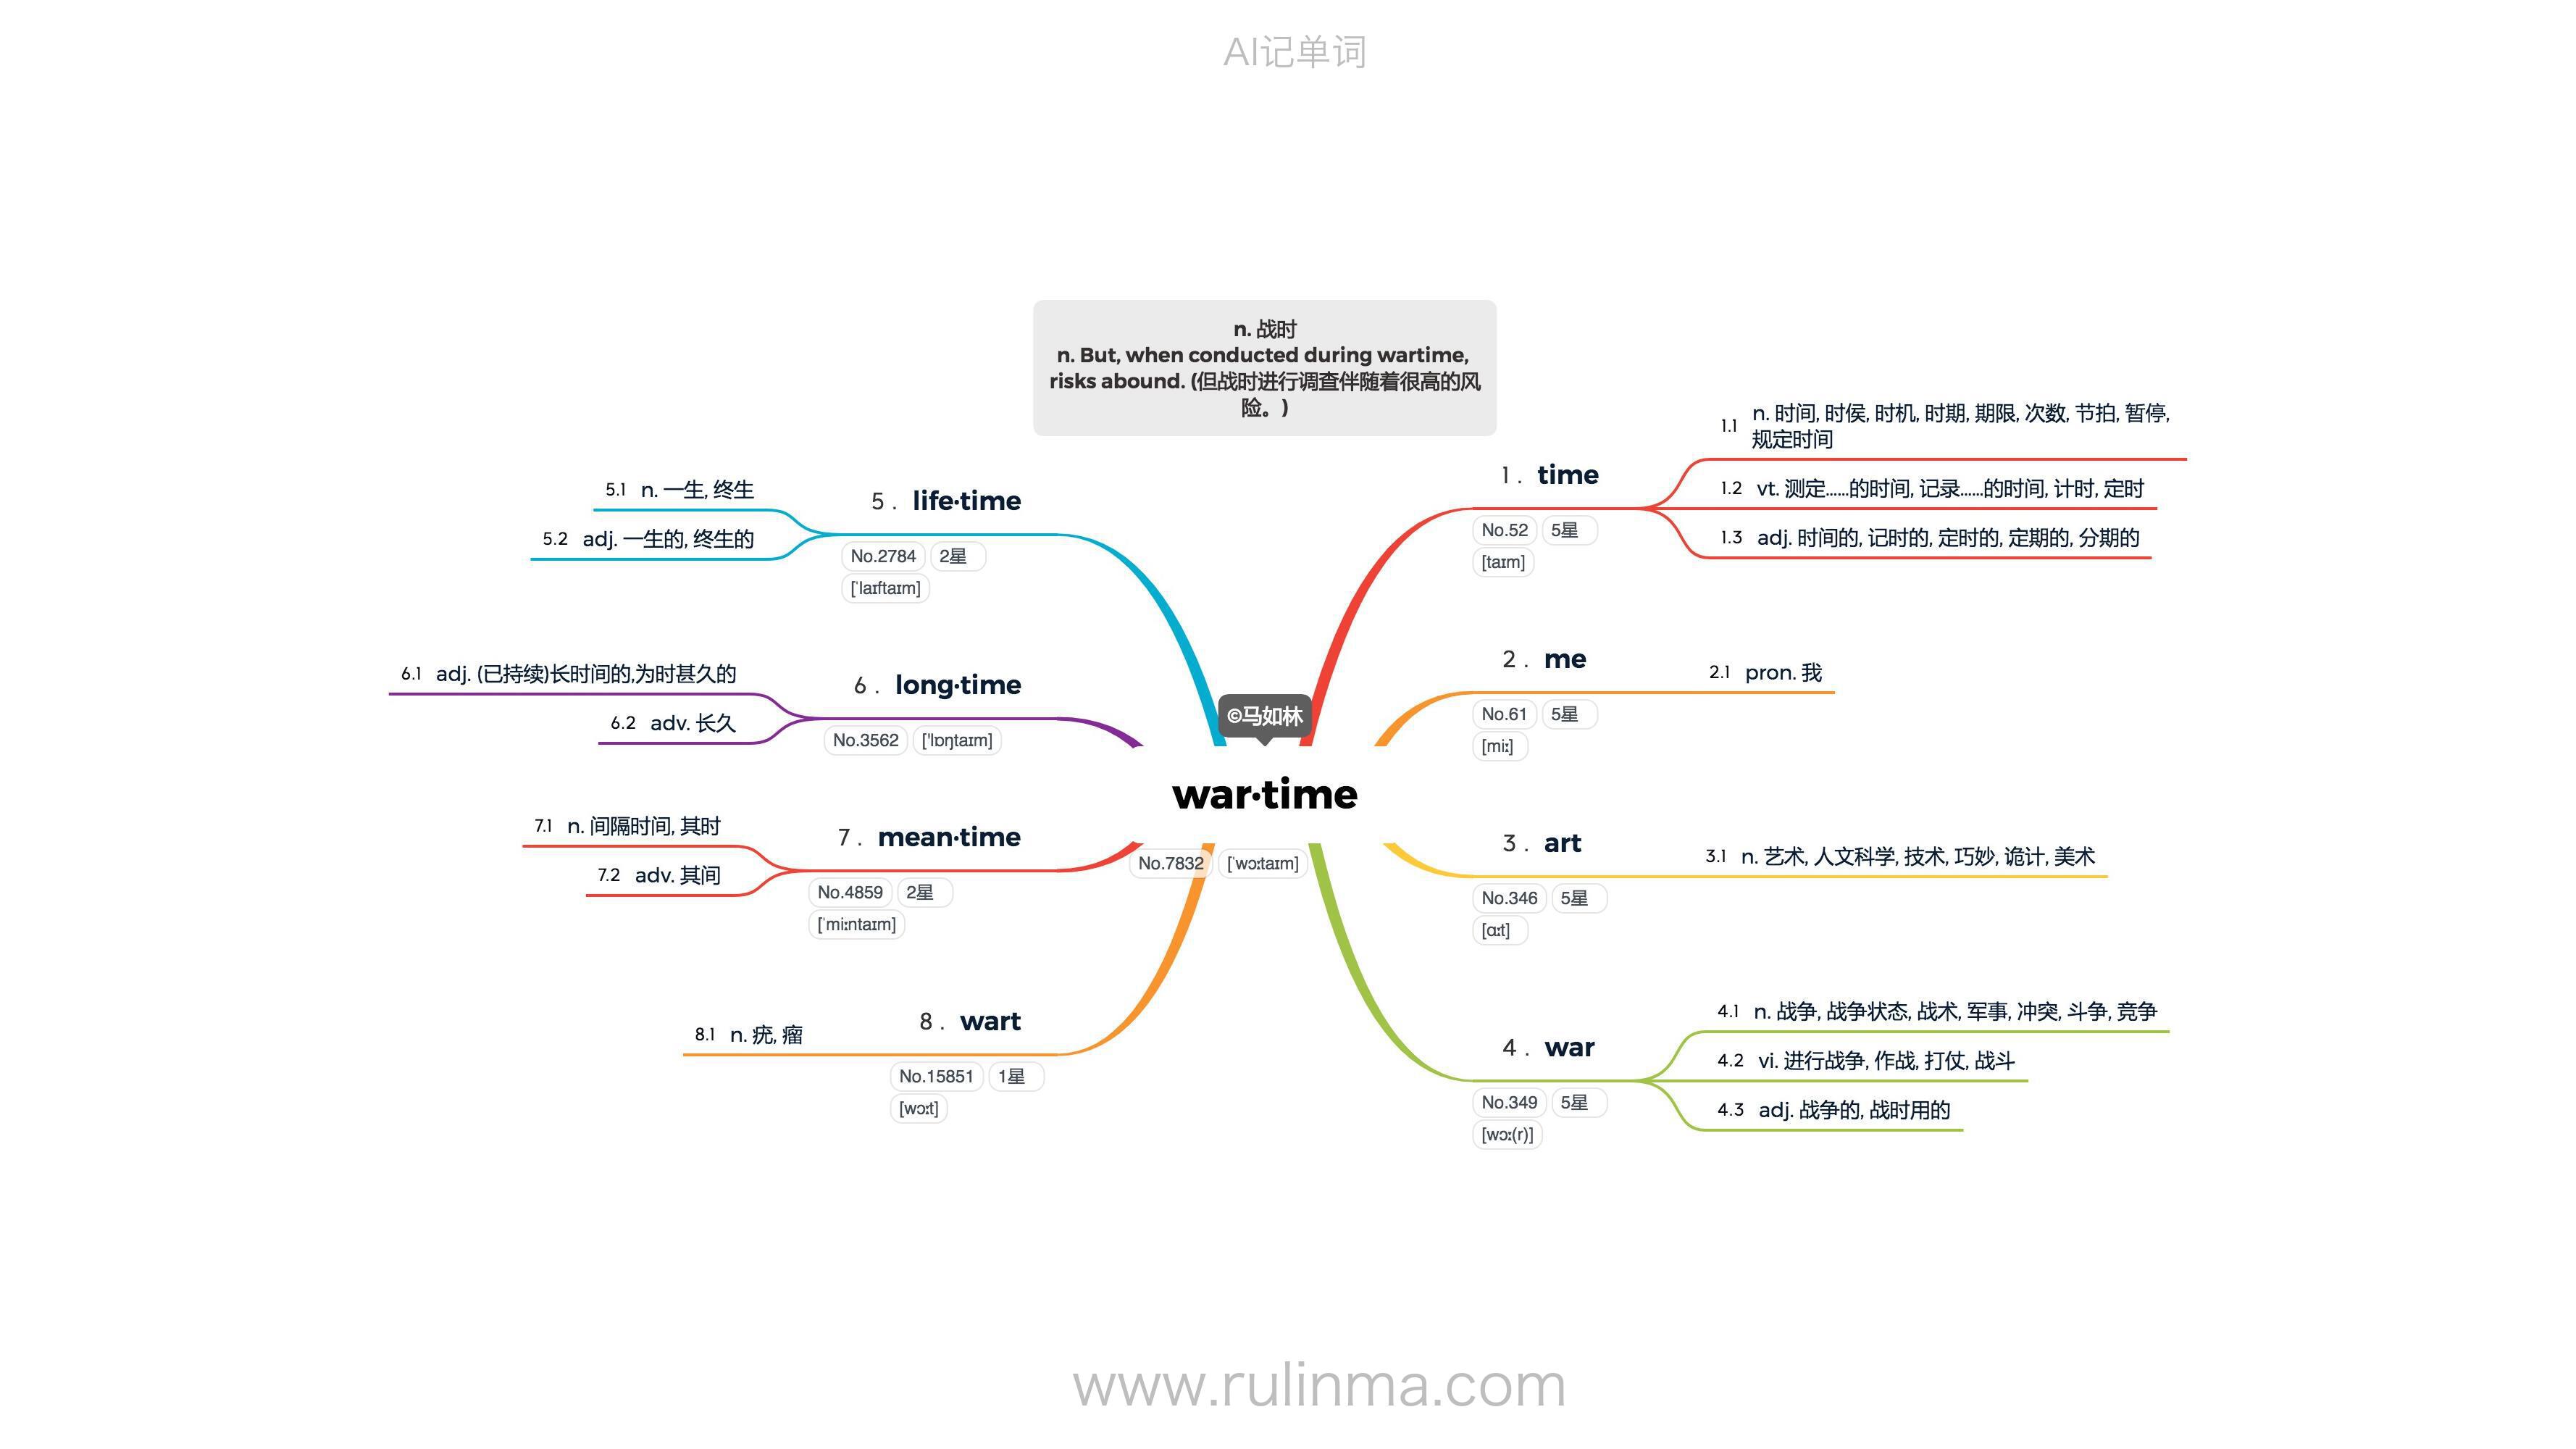 AI记单词
n. 战时
n. But, when conducted during wartime,
risks abound. (但战时进行调查伴随着很高的风
险。)
©马如林
war·time
No.7832 [ˈwɔːtaɪm]
1. time
No.52 5星
[taɪm]
1.1 n. 时间, 时侯, 时机, 时期, 期限, 次数, 节拍, 暂停,
规定时间
1.2 vt. 测定……的时间, 记录……的时间, 计时, 定时
1.3 adj. 时间的, 记时的, 定时的, 定期的, 分期的
2. me
No.61 5星
[miː]
2.1 pron. 我
3. art
No.346 5星
[ɑːt]
3.1 n. 艺术, 人文科学, 技术, 巧妙, 诡计, 美术
4. war
No.349 5星
[wɔː(r)]
4.1 n. 战争, 战争状态, 战术, 军事, 冲突, 斗争, 竞争
4.2 vi. 进行战争, 作战, 打仗, 战斗
4.3 adj. 战争的, 战时用的
5. life·time
No.2784 2星
[ˈlaɪftaɪm]
5.1 n. 一生, 终生
5.2 adj. 一生的, 终生的
6. long·time
No.3562 [ˈlɒŋtaɪm]
6.1 adj. (已持续)长时间的,为时甚久的
6.2 adv. 长久
7. mean·time
No.4859 2星
[ˈmiːntaɪm]
7.1 n. 间隔时间, 其时
7.2 adv. 其间
8. wart
No.15851 1星
[wɔːt]
8.1 n. 疣, 瘤
www.rulinma.com